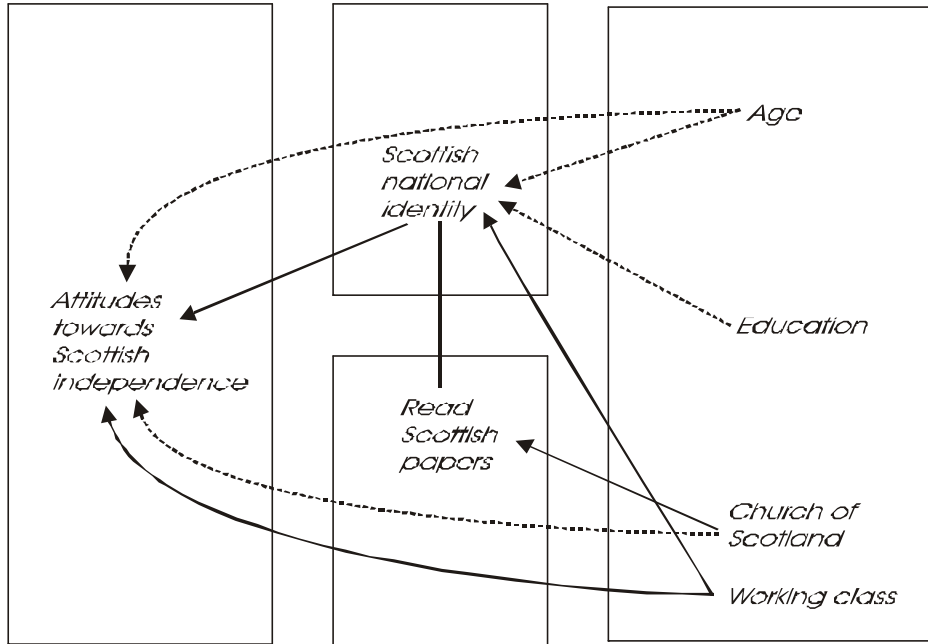 Age
Scottish
national
identity
Attitudes
towards
Scottish
independence
Education
Read
Scottish
papers
Church of
Scotland
Working class